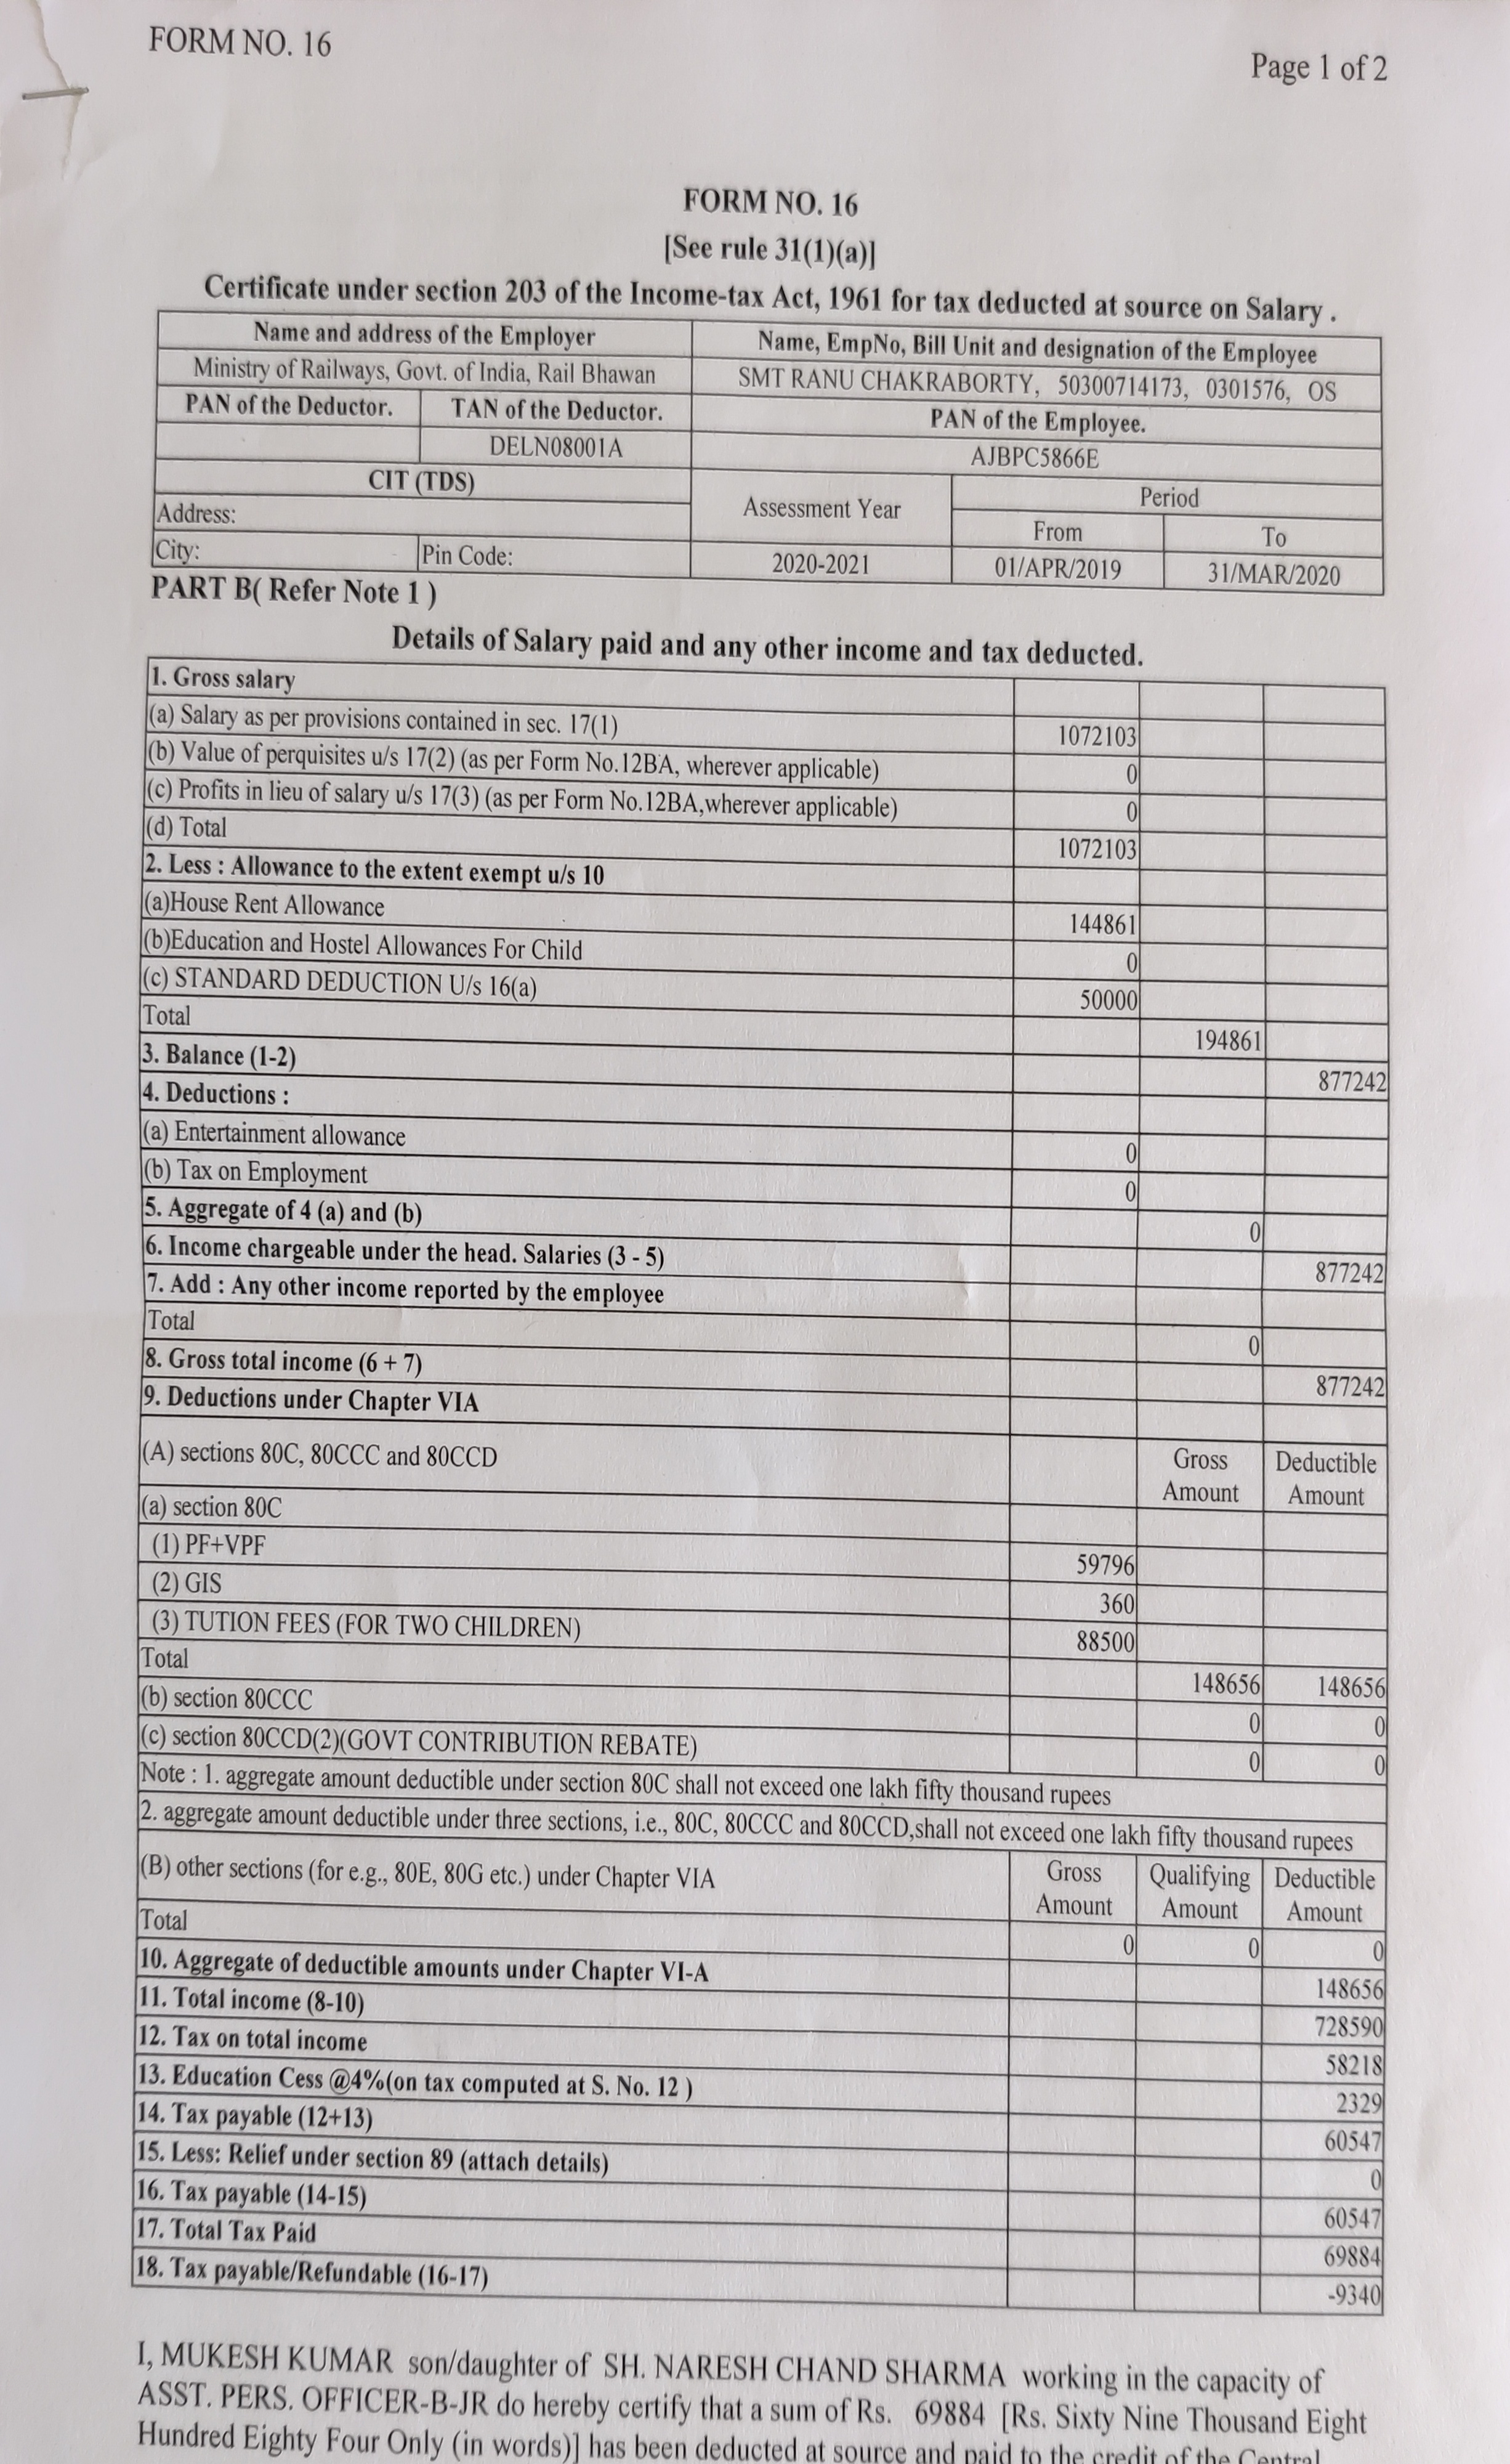 FORM NO. 16
Page 1 of 2
FORM NO. 16
[See rule 31(1)(a)]
Certificate under section 203 of the Income-tax Act, 1961 for tax deducted at source on Salary .
Name and address of the Employer Name, EmpNo, Bill Unit and designation of the Employee
Ministry of Railways, Govt. of India, Rail Bhawan SMT RANU CHAKRABORTY, 50300714173, 0301576, OS
PAN of the Deductor. TAN of the Deductor. PAN of the Employee.
DELN08001A AJBPC5866E
CIT (TDS) Assessment Year Period
Address: From To
City: Pin Code: 2020-2021 01/APR/2019 31/MAR/2020
PART B( Refer Note 1 )
Details of Salary paid and any other income and tax deducted.
1. Gross salary
(a) Salary as per provisions contained in sec. 17(1) 1072103
(b) Value of perquisites u/s 17(2) (as per Form No.12BA, wherever applicable) 0
(c) Profits in lieu of salary u/s 17(3) (as per Form No.12BA,wherever applicable) 0
(d) Total 1072103
2. Less : Allowance to the extent exempt u/s 10
(a)House Rent Allowance 144861
(b)Education and Hostel Allowances For Child 0
(c) STANDARD DEDUCTION U/s 16(a) 50000
Total 194861
3. Balance (1-2) 877242
4. Deductions :
(a) Entertainment allowance 0
(b) Tax on Employment 0
5. Aggregate of 4 (a) and (b) 0
6. Income chargeable under the head. Salaries (3 - 5) 877242
7. Add : Any other income reported by the employee
Total 0
8. Gross total income (6 + 7) 877242
9. Deductions under Chapter VIA
(A) sections 80C, 80CCC and 80CCD Gross Amount Deductible Amount
(a) section 80C
(1) PF+VPF 59796
(2) GIS 360
(3) TUTION FEES (FOR TWO CHILDREN) 88500
Total 148656 148656
(b) section 80CCC 0 0
(c) section 80CCD(2)(GOVT CONTRIBUTION REBATE) 0 0
Note : 1. aggregate amount deductible under section 80C shall not exceed one lakh fifty thousand rupees
2. aggregate amount deductible under three sections, i.e., 80C, 80CCC and 80CCD,shall not exceed one lakh fifty thousand rupees
(B) other sections (for e.g., 80E, 80G etc.) under Chapter VIA Gross Amount Qualifying Amount Deductible Amount
Total 0 0 0
10. Aggregate of deductible amounts under Chapter VI-A 148656
11. Total income (8-10) 728590
12. Tax on total income 58218
13. Education Cess @4%(on tax computed at S. No. 12 ) 2329
14. Tax payable (12+13) 60547
15. Less: Relief under section 89 (attach details) 0
16. Tax payable (14-15) 60547
17. Total Tax Paid 69884
18. Tax payable/Refundable (16-17) -9340
I, MUKESH KUMAR son/daughter of SH. NARESH CHAND SHARMA working in the capacity of
ASST. PERS. OFFICER-B-JR do hereby certify that a sum of Rs. 69884 [Rs. Sixty Nine Thousand Eight
Hundred Eighty Four Only (in words)] has been deducted at source and paid to the credit of the Central